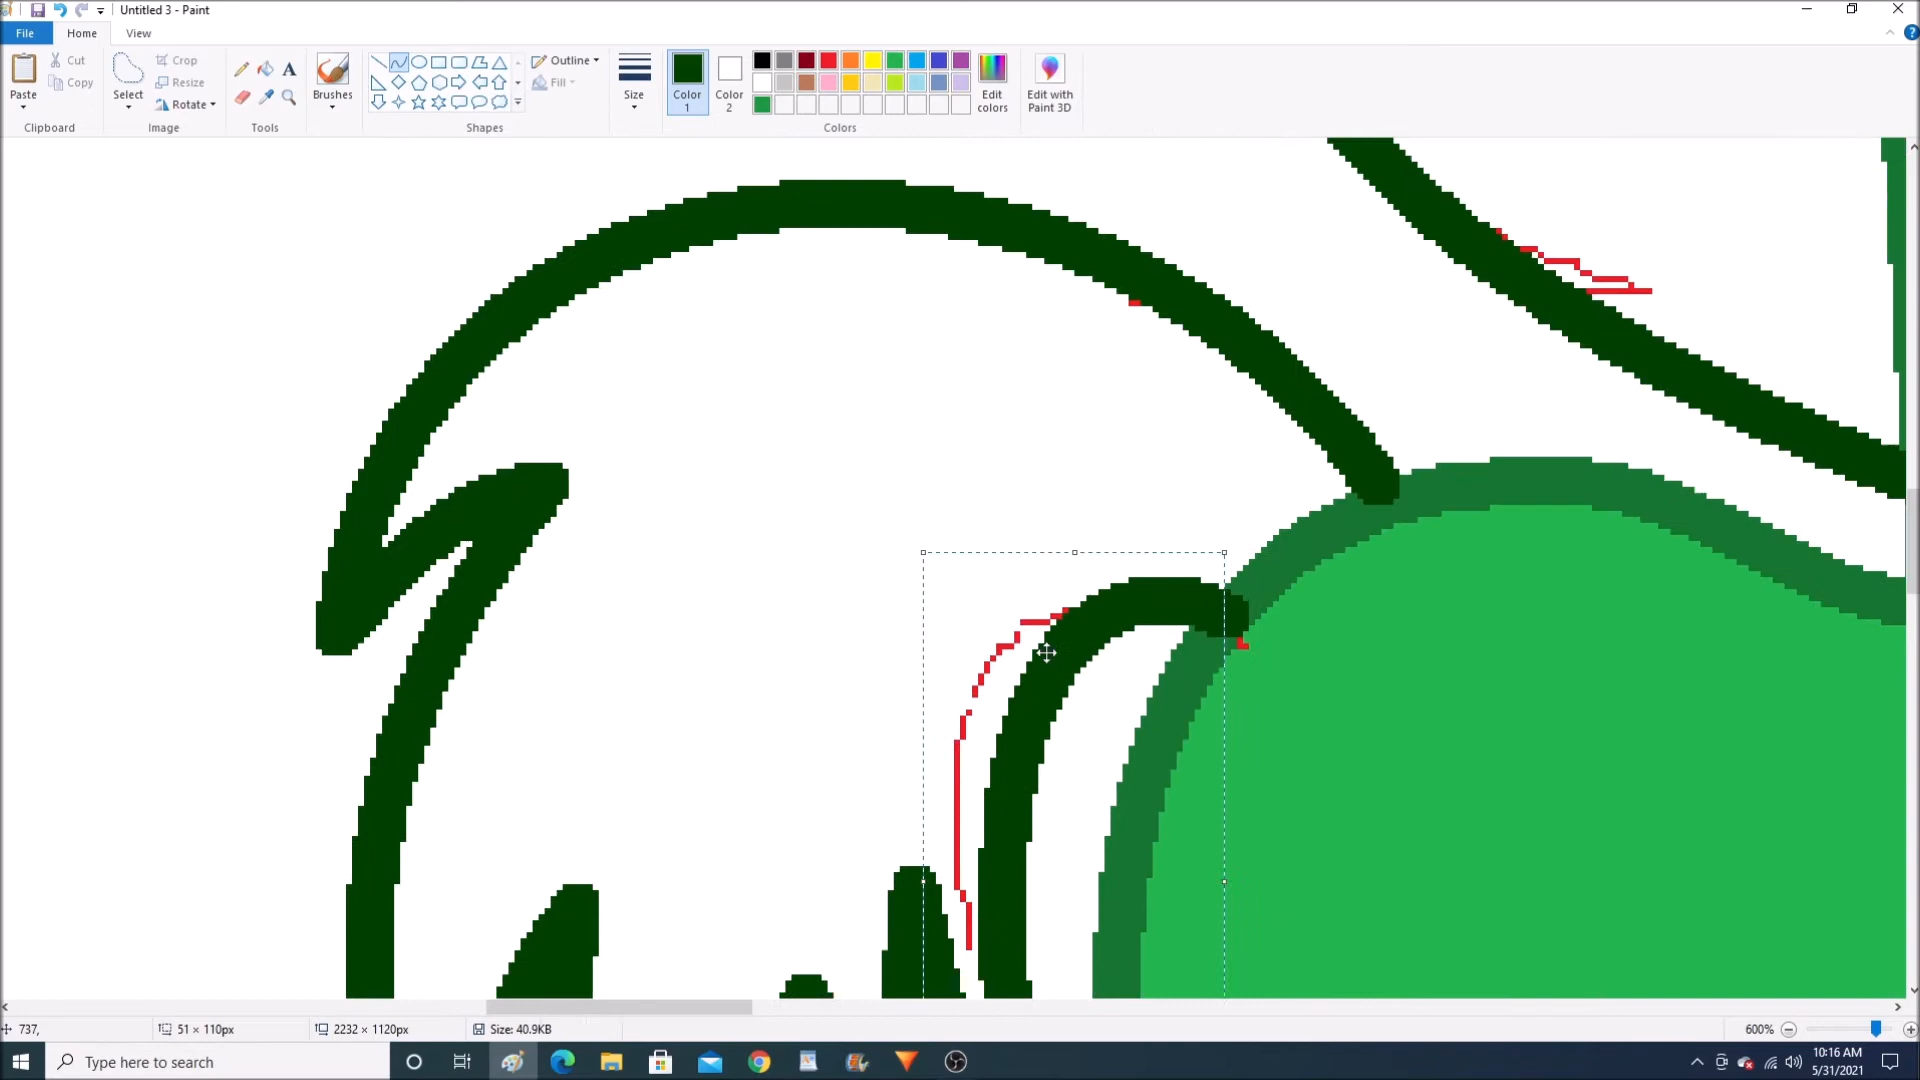 Untitled 3 - Paint
File Home View
Paste
Cut
Copy
Clipboard
Select
Crop
Resize
Rotate
Image
A
Tools
Brushes
Outline
Fill
Shapes
Size
Color 1
Color 2
Edit colors
Colors
Edit with Paint 3D
737,
51 × 110px
2232 × 1120px
Size: 40.9KB
600%
Type here to search
10:16 AM
5/31/2021